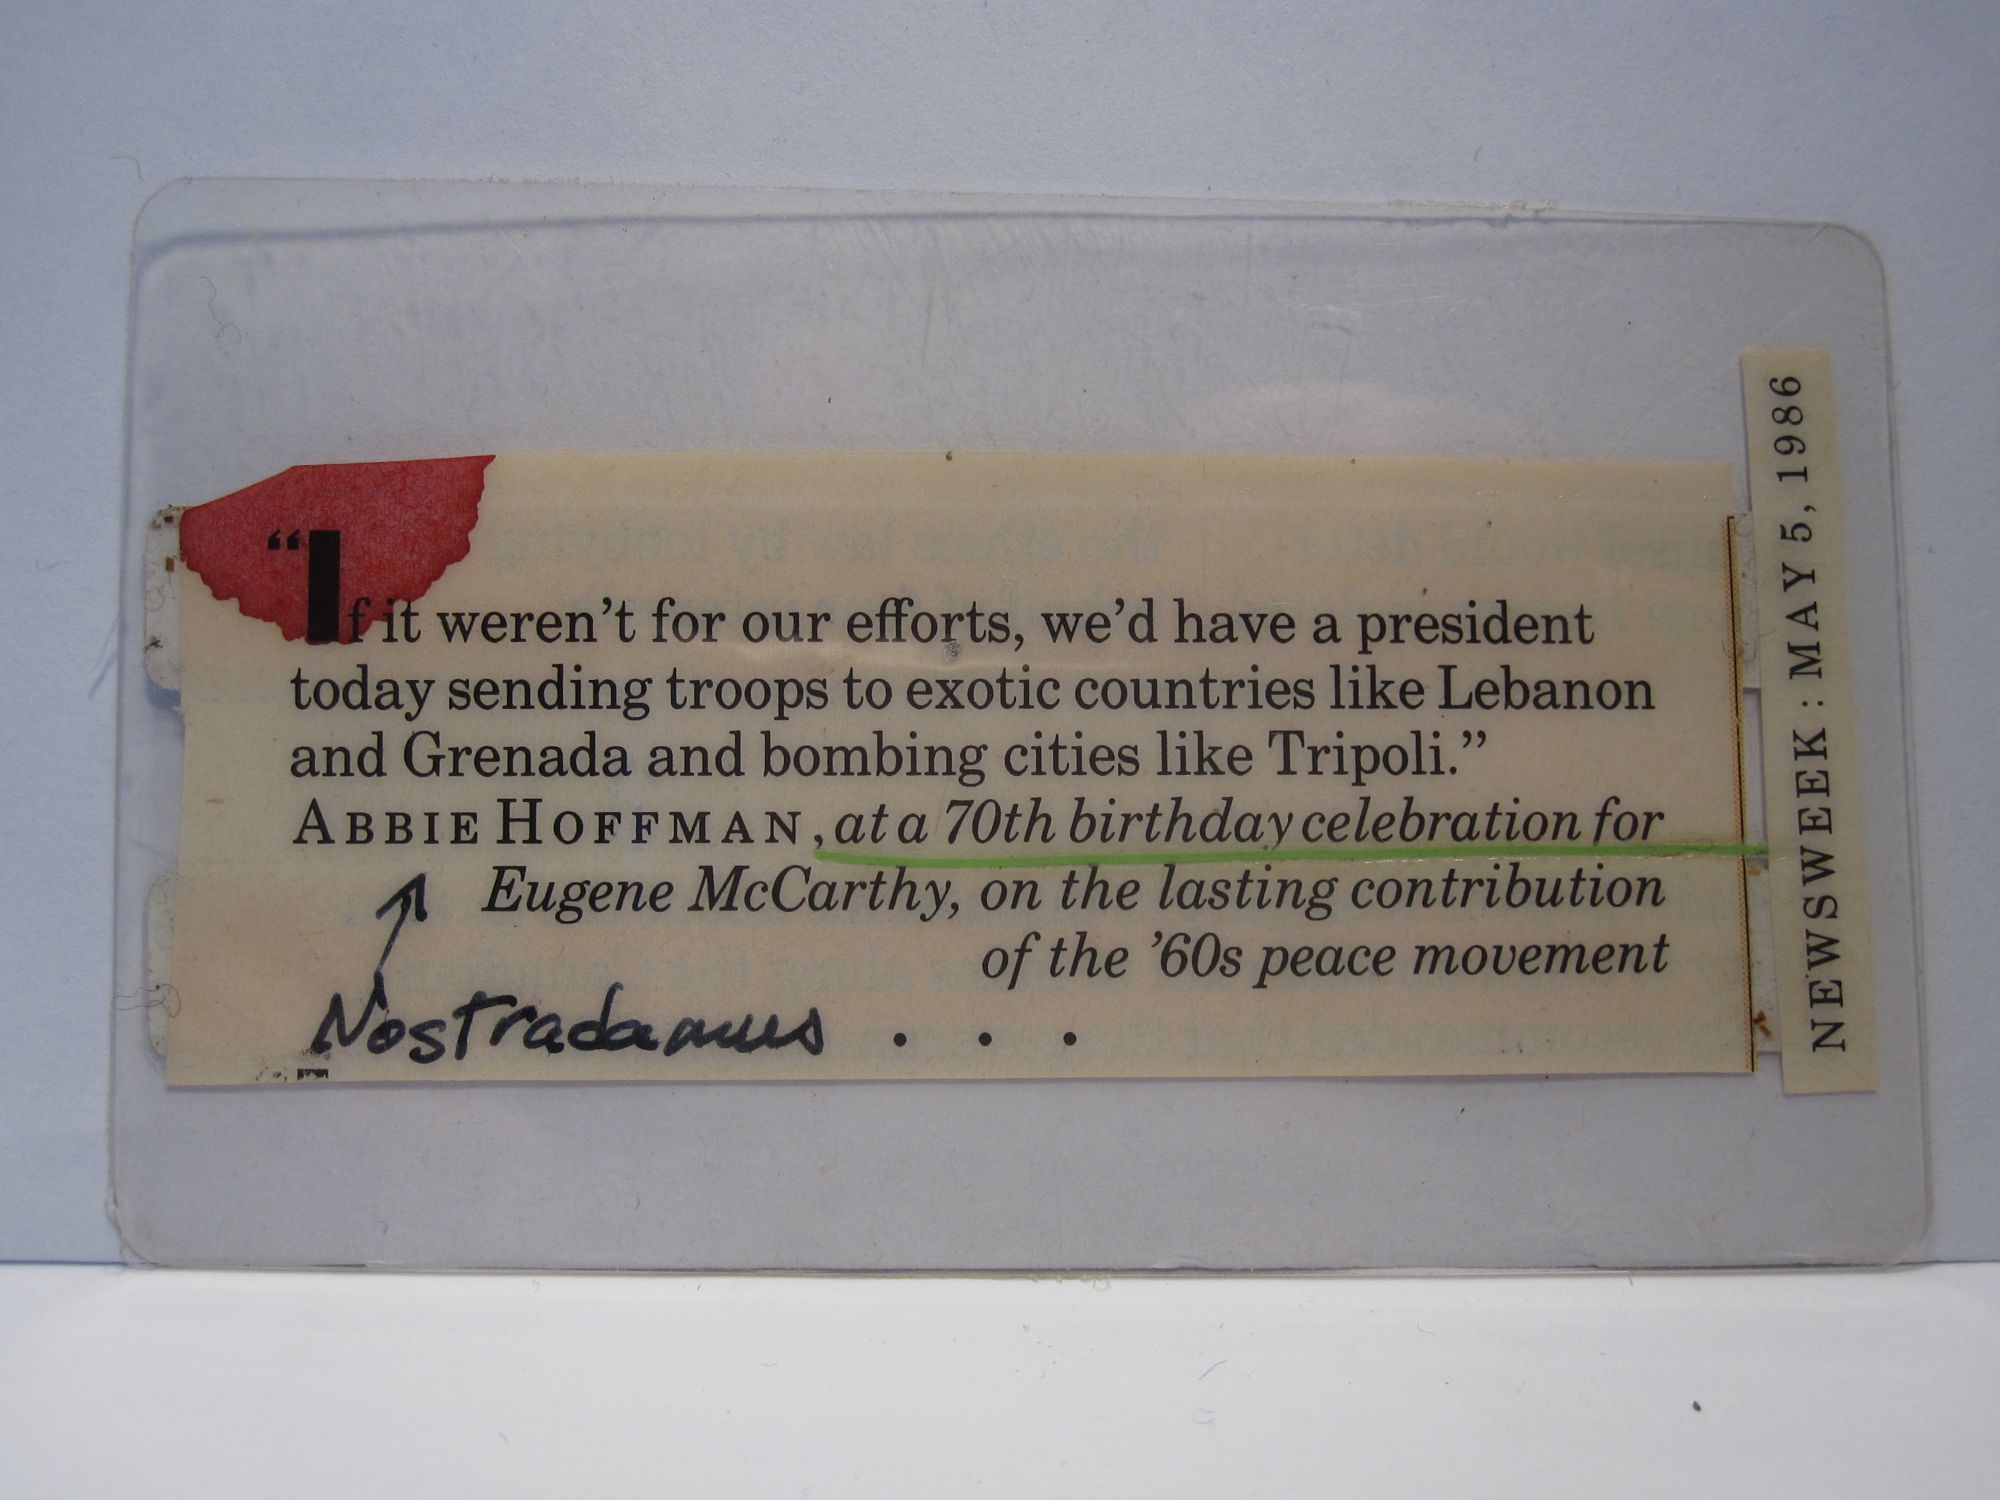 “If it weren’t for our efforts, we’d have a president
today sending troops to exotic countries like Lebanon
and Grenada and bombing cities like Tripoli.”
ABBIE HOFFMAN, at a 70th birthday celebration for
Eugene McCarthy, on the lasting contribution
of the ’60s peace movement
Nostradamus . . .
NEWSWEEK : MAY 5, 1986